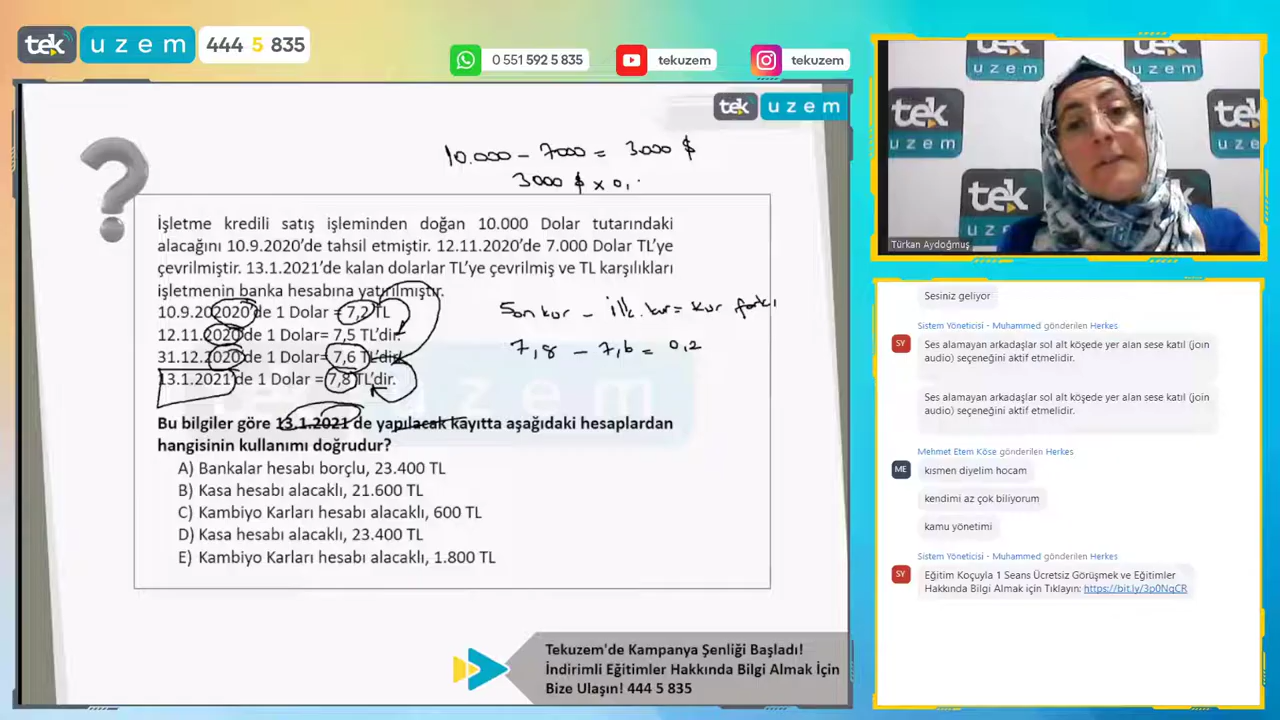 tek uzem 444 5 835
0 551 592 5 835 tekuzem tekuzem
tek uzem
10.000 - 7000 = 3000 $
3000 $ x 0,
İşletme kredili satış işleminden doğan 10.000 Dolar tutarındaki
alacağını 10.9.2020’de tahsil etmiştir. 12.11.2020’de 7.000 Dolar TL’ye
çevrilmiştir. 13.1.2021’de kalan dolarlar TL’ye çevrilmiş ve TL karşılıkları
işletmenin banka hesabına yatırılmıştır.
10.9.2020’de 1 Dolar = 7,2 TL
12.11.2020’de 1 Dolar= 7,5 TL’dir.
31.12.2020’de 1 Dolar = 7,6 TL’dir.
13.1.2021’de 1 Dolar = 7,8 TL’dir.
Son kur - ilk kur = kur farkı
7,8 - 7,6 = 0,2
Bu bilgiler göre 13.1.2021’de yapılacak kayıtta aşağıdaki hesaplardan
hangisinin kullanımı doğrudur?
A) Bankalar hesabı borçlu, 23.400 TL
B) Kasa hesabı alacaklı, 21.600 TL
C) Kambiyo Karları hesabı alacaklı, 600 TL
D) Kasa hesabı alacaklı, 23.400 TL
E) Kambiyo Karları hesabı alacaklı, 1.800 TL
Tekuzem'de Kampanya Şenliği Başladı!
İndirimli Eğitimler Hakkında Bilgi Almak İçin
Bize Ulaşın! 444 5 835
tek uzem
Türkan Aydoğmuş
Sesiniz geliyor
Sistem Yöneticisi - Muhammed gönderilen Herkes
SY
Ses alamayan arkadaşlar sol alt köşede yer alan sese katıl (join
audio) seçeneğini aktif etmelidir.
Ses alamayan arkadaşlar sol alt köşede yer alan sese katıl (join
audio) seçeneğini aktif etmelidir.
Mehmet Etem Köse gönderilen Herkes
ME
kısmen diyelim hocam
kendimi az çok biliyorum
kamu yönetimi
Sistem Yöneticisi - Muhammed gönderilen Herkes
SY
Eğitim Koçuyla 1 Seans Ücretsiz Görüşmek ve Eğitimler
Hakkında Bilgi Almak için Tıklayın: https://bit.ly/3p0NqCR